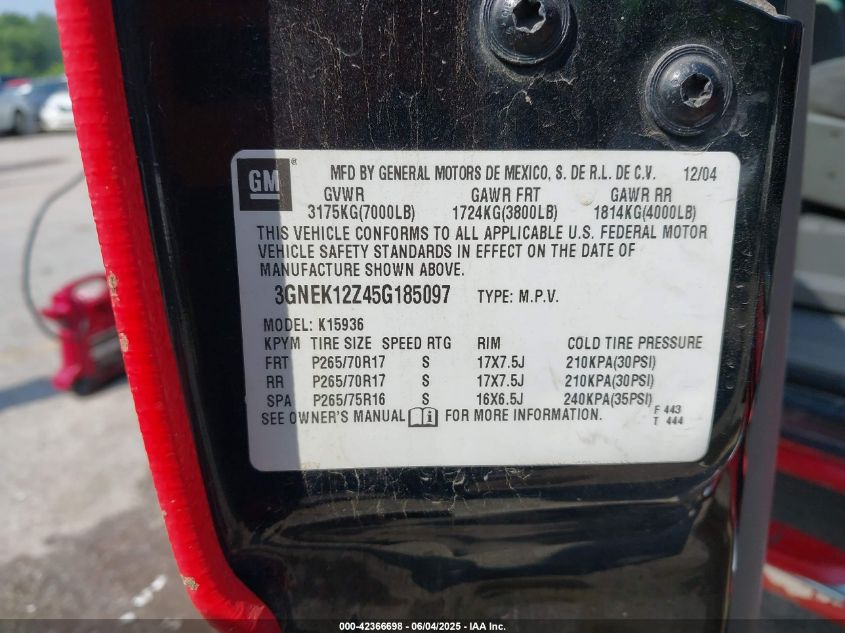 GM ® MFD BY GENERAL MOTORS DE MEXICO, S. DE R.L. DE C.V. 12/04
GVWR GAWR FRT GAWR RR
3175KG(7000LB) 1724KG(3800LB) 1814KG(4000LB)
THIS VEHICLE CONFORMS TO ALL APPLICABLE U.S. FEDERAL MOTOR
VEHICLE SAFETY STANDARDS IN EFFECT ON THE DATE OF
MANUFACTURE SHOWN ABOVE.
3GNEK12Z45G185097 TYPE: M.P.V.
MODEL: K15936
KPYM TIRE SIZE SPEED RTG RIM COLD TIRE PRESSURE
FRT P265/70R17 S 17X7.5J 210KPA(30PSI)
RR P265/70R17 S 17X7.5J 210KPA(30PSI)
SPA P265/75R16 S 16X6.5J 240KPA(35PSI)
SEE OWNER'S MANUAL FOR MORE INFORMATION. F 443
T 444
000-42366698 - 06/04/2025 - IAA Inc.